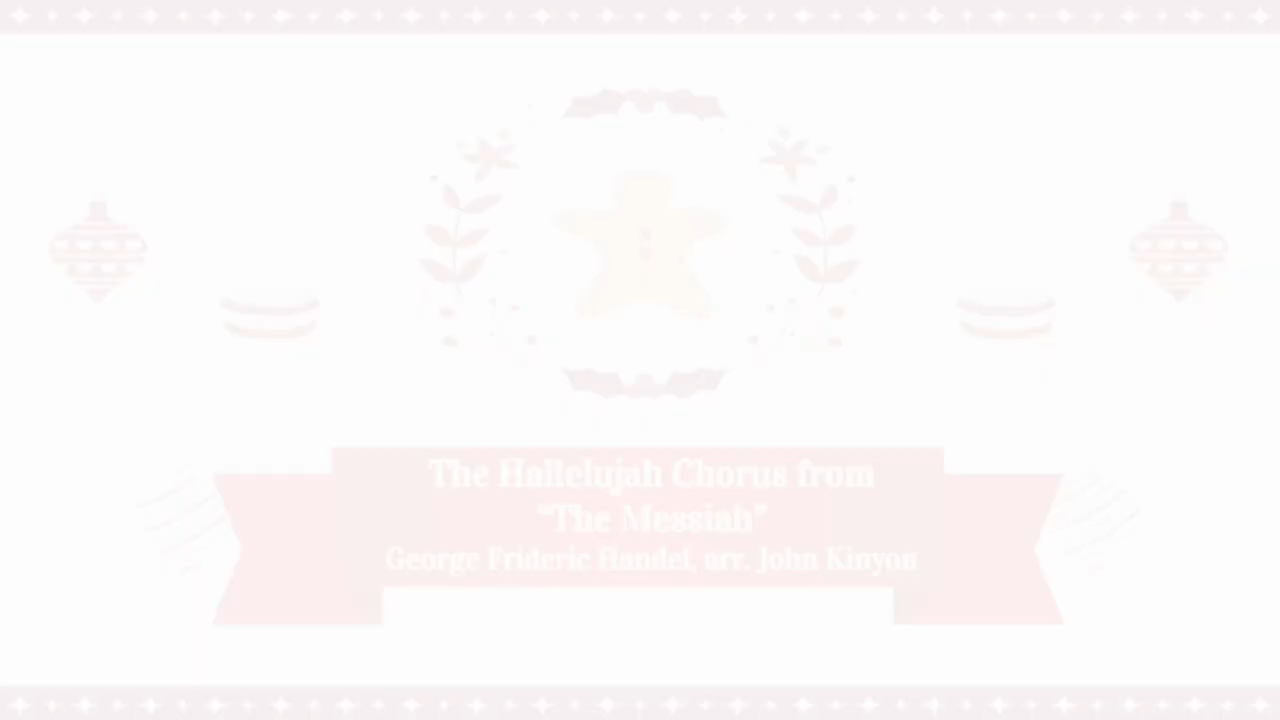 The Hallelujah Chorus from
“The Messiah”
George Frideric Handel, arr. John Kinyon